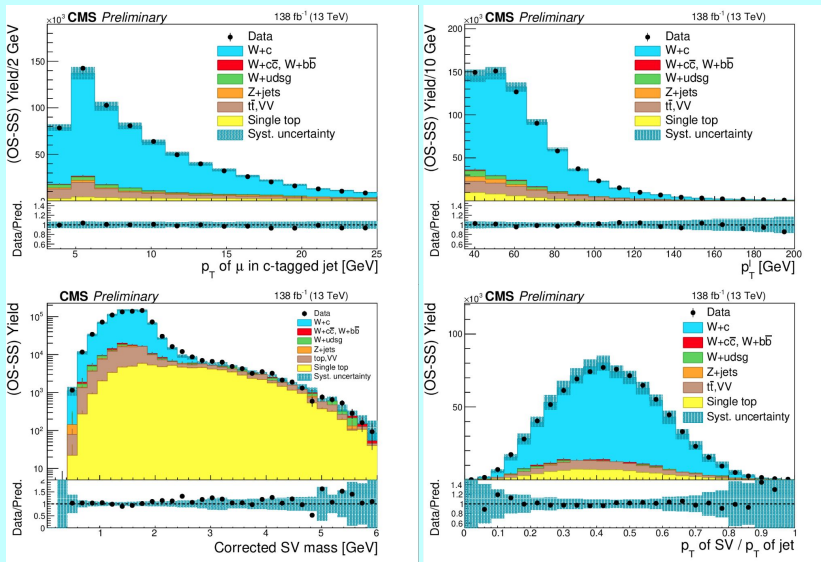 CMS Preliminary 138 fb⁻¹ (13 TeV)
×10³
(OS-SS) Yield/2 GeV
150
100
50
Data
W+c
W+cc̅, W+bb̅
W+udsg
Z+jets
tt̅,VV
Single top
Syst. uncertainty
Data/Pred.
1.4
1.2
1
0.8
0.6
5 10 15 20 25
p_T of μ in c-tagged jet [GeV]
CMS Preliminary 138 fb⁻¹ (13 TeV)
×10³
(OS-SS) Yield/10 GeV
200
150
100
50
Data
W+c
W+cc̅, W+bb̅
W+udsg
Z+jets
tt̅,VV
Single top
Syst. uncertainty
Data/Pred.
1.4
1.2
1
0.8
0.6
40 60 80 100 120 140 160 180 200
p_T^l [GeV]
CMS Preliminary 138 fb⁻¹ (13 TeV)
(OS-SS) Yield
10⁵
10⁴
10³
10²
10
Data
W+c
W+cc̅, W+bb̅
W+udsg
Z+jets
top,VV
Single top
Syst. uncertainty
Data/Pred.
2
1.5
1
0.5
0
1 2 3 4 5 6
Corrected SV mass [GeV]
CMS Preliminary 138 fb⁻¹ (13 TeV)
×10³
(OS-SS) Yield
100
50
Data
W+c
W+cc̅, W+bb̅
W+udsg
Z+jets
tt̅,VV
Single top
Syst. uncertainty
Data/Pred.
1.4
1.2
1
0.8
0.6
0 0.1 0.2 0.3 0.4 0.5 0.6 0.7 0.8 0.9 1
p_T of SV / p_T of jet